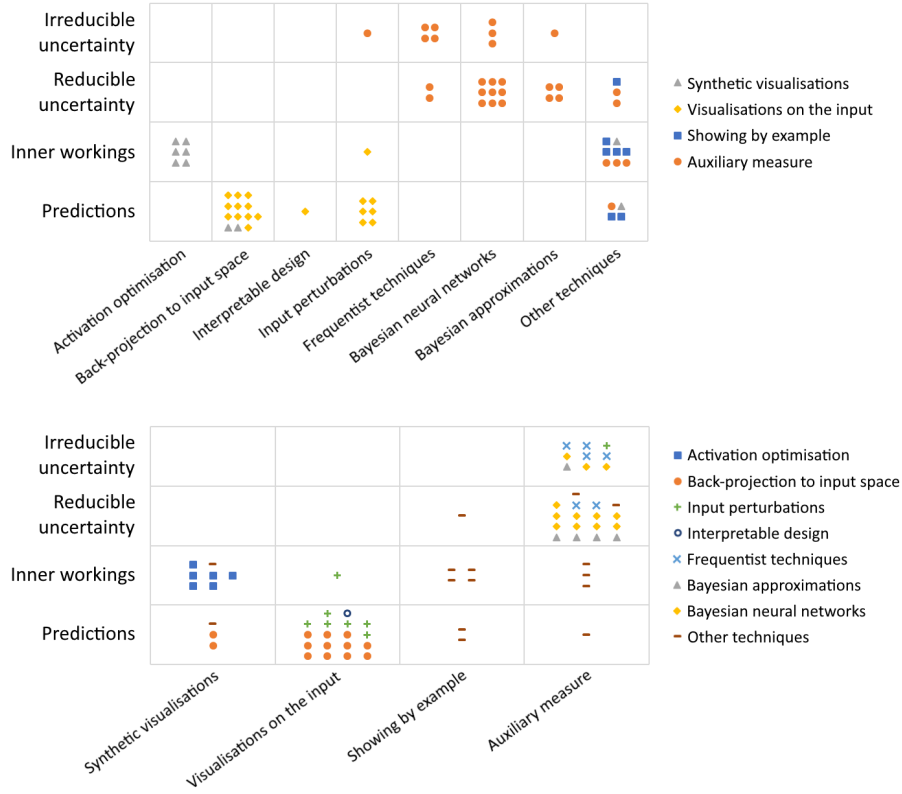 Irreducible
uncertainty
Reducible
uncertainty
Inner workings
Predictions
Activation optimisation
Back-projection to input space
Interpretable design
Input perturbations
Frequentist techniques
Bayesian neural networks
Bayesian approximations
Other techniques
Synthetic visualisations
Visualisations on the input
Showing by example
Auxiliary measure
Irreducible
uncertainty
Reducible
uncertainty
Inner workings
Predictions
Synthetic visualisations
Visualisations on the input
Showing by example
Auxiliary measure
Activation optimisation
Back-projection to input space
Input perturbations
Interpretable design
Frequentist techniques
Bayesian approximations
Bayesian neural networks
Other techniques